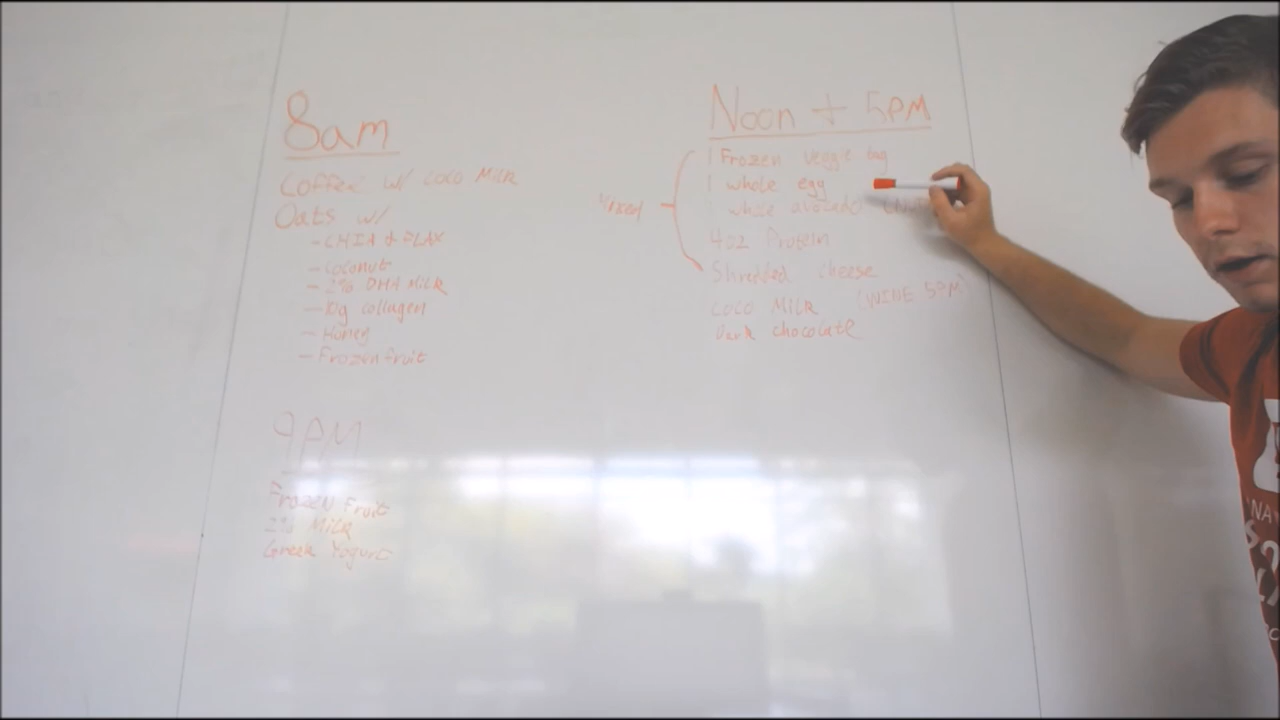 8am
Coffee w/ coco Milk
Oats w/
- CHIA & FLAX
- Coconut
- 2% DHA MILK
- 10g collagen
- Honey
- Frozen fruit
9PM
Frozen Fruit
2% Milk
Greek Yogurt
Noon + 5PM
1 Frozen veggie bag
1 whole egg
1 whole avocado
4oz Protein
Shredded cheese
Mixed
COCO MILK (WINE 5PM)
Dark chocolate